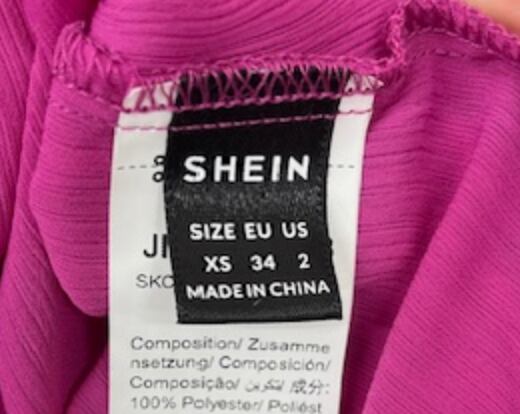 SHEIN
SIZE EU US
XS 34 2
MADE IN CHINA
Composition/ Zusamme
nsetzung/ Composición/
Composição/ التكوين/ 成分:
100% Polyester/ Poliést